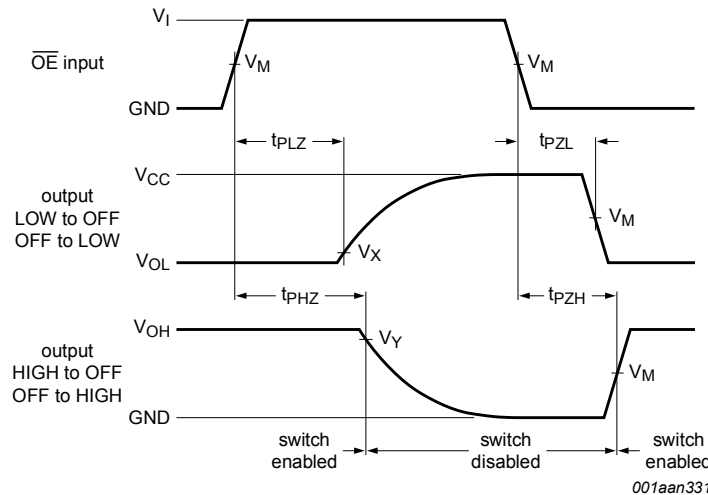 V_I
OE input
V_M
V_M
GND
t_PLZ
t_PZL
V_CC
output
LOW to OFF
OFF to LOW
V_M
V_X
V_OL
t_PHZ
t_PZH
V_OH
output
HIGH to OFF
OFF to HIGH
V_Y
V_M
GND
switch
enabled
switch
disabled
switch
enabled
001aan331